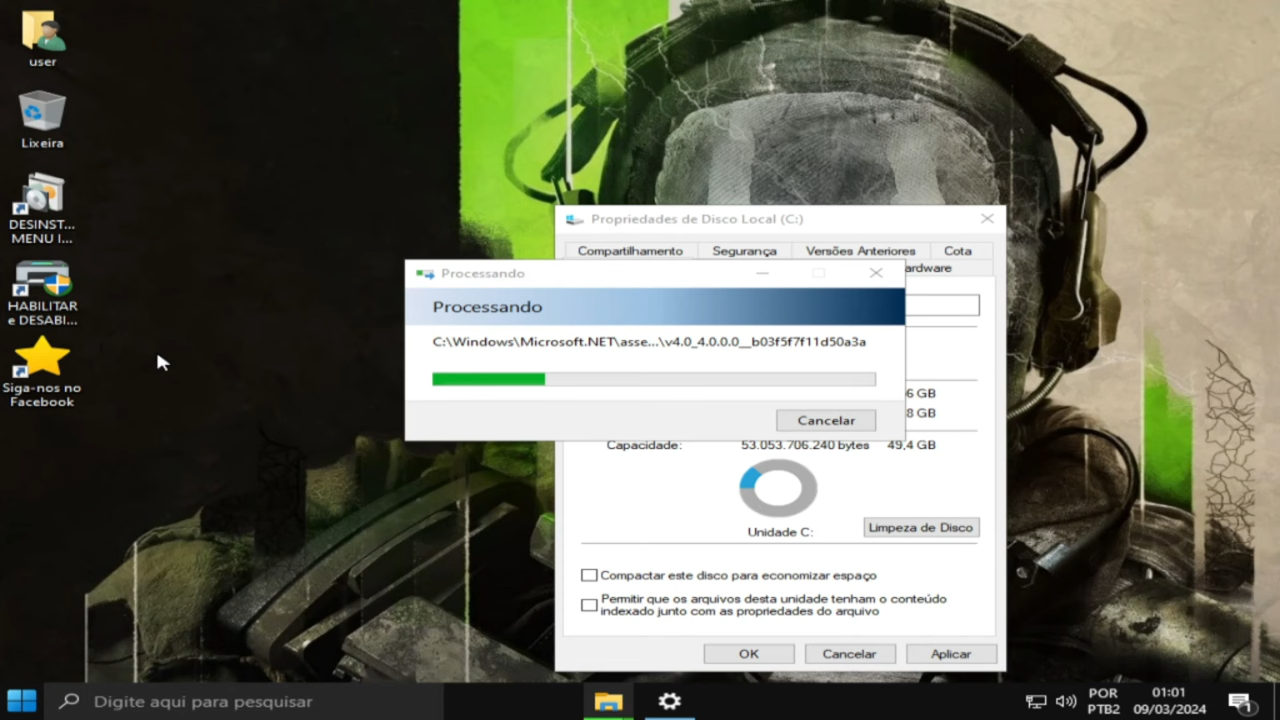 user
Lixeira
DESINST...
MENU I...
HABILITAR
e DESABI...
Siga-nos no
Facebook
Propriedades de Disco Local (C:)
Compartilhamento
Segurança
Versões Anteriores
Cota
ardware
Processando
Processando
C:\Windows\Microsoft.NET\asse...\v4.0_4.0.0.0__b03f5f7f11d50a3a
Cancelar
6 GB
8 GB
Capacidade: 53.053.706.240 bytes 49,4 GB
Unidade C:
Limpeza de Disco
Compactar este disco para economizar espaço
Permitir que os arquivos desta unidade tenham o conteúdo
indexado junto com as propriedades do arquivo
OK
Cancelar
Aplicar
Digite aqui para pesquisar
POR
PTB2
01:01
09/03/2024
1